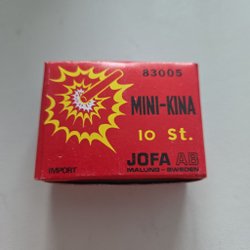 83005
MINI-KINA
10 St.
JOFA AB
IMPORT
MALUNG - SWEDEN